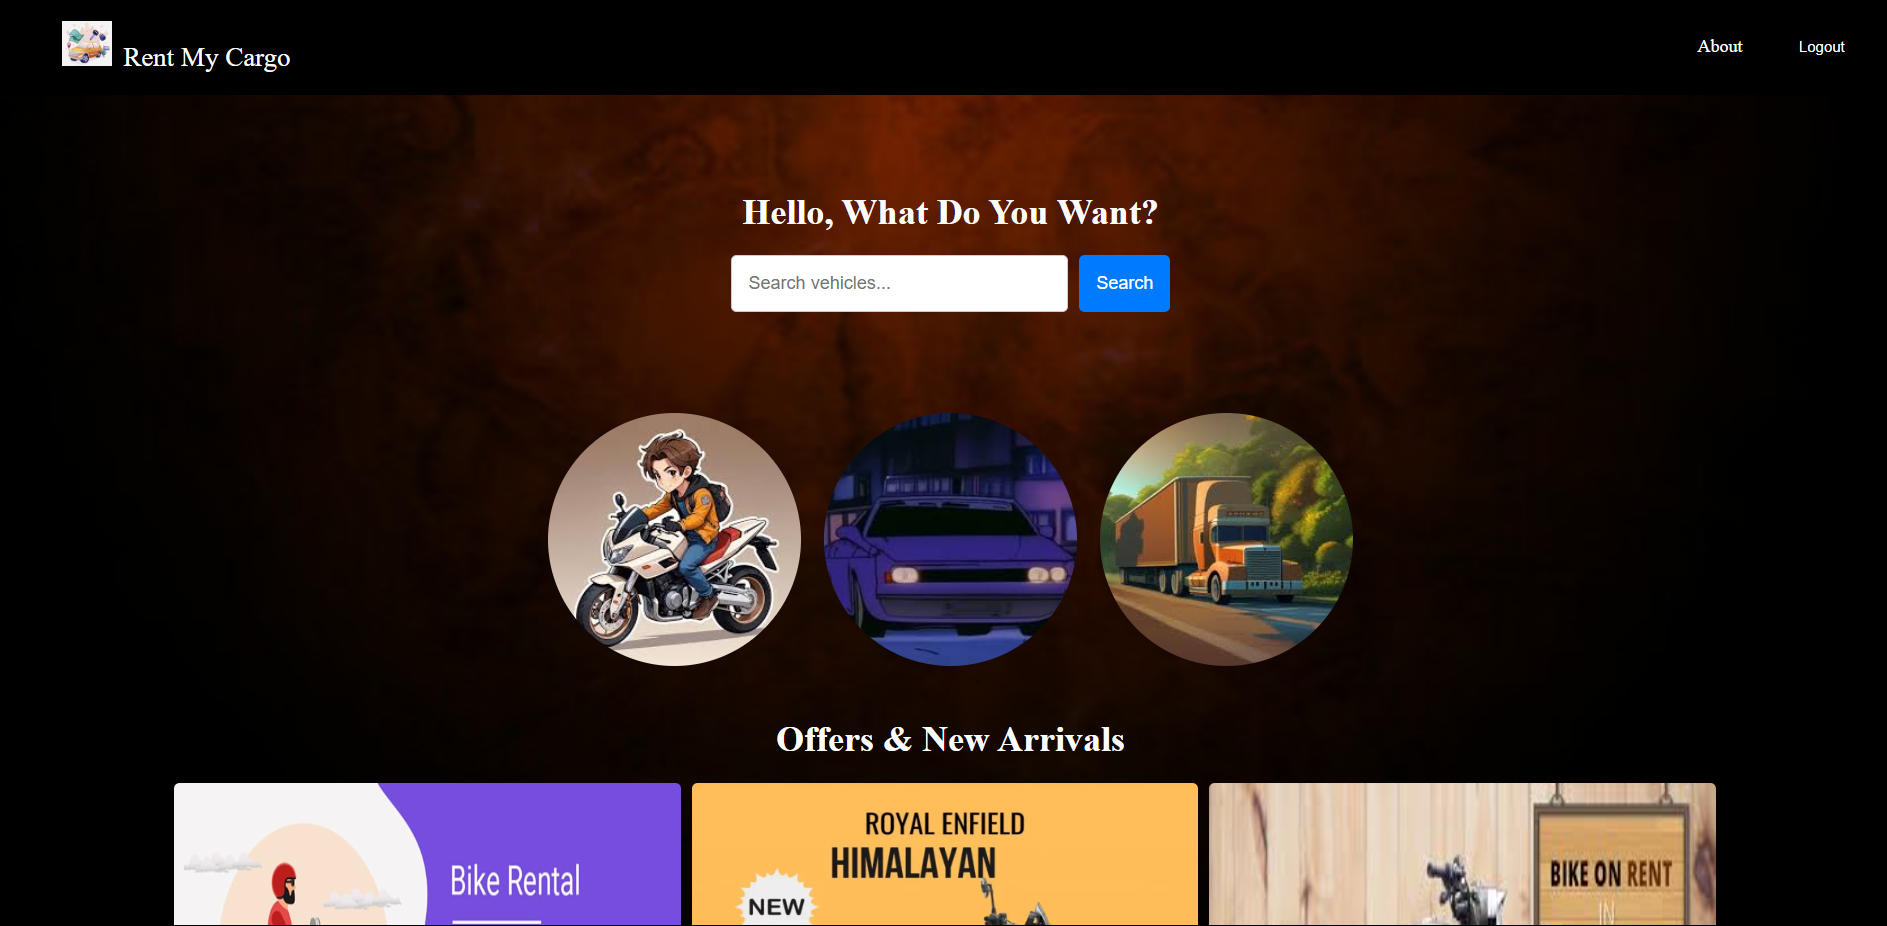 Rent My Cargo
About
Logout
Hello, What Do You Want?
Search vehicles...
Search
Offers & New Arrivals
Bike Rental
ROYAL ENFIELD
HIMALAYAN
NEW
BIKE ON RENT
IN